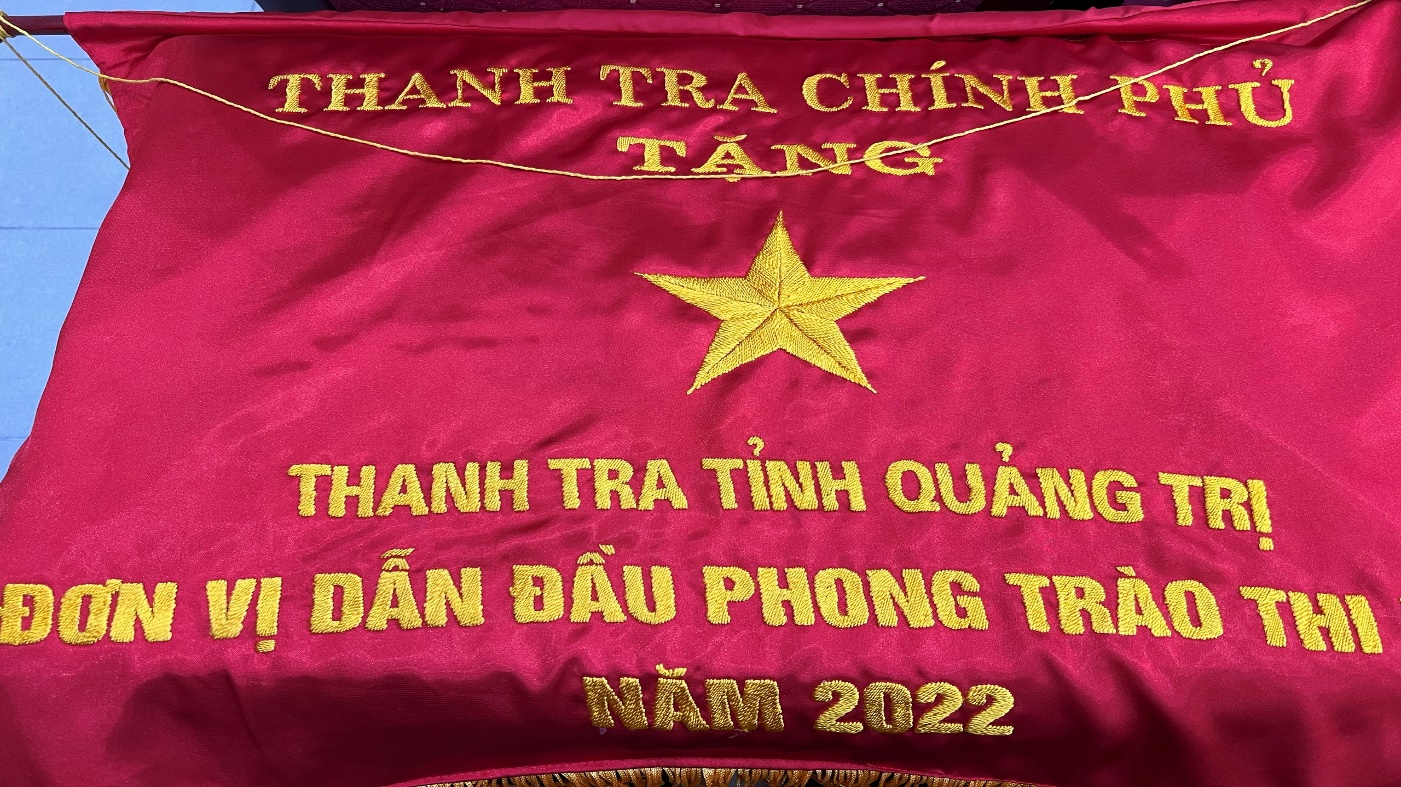 THANH TRA CHÍNH PHỦ
TẶNG
THANH TRA TỈNH QUẢNG TRỊ
ĐƠN VỊ DẪN ĐẦU PHONG TRÀO THI
NĂM 2022